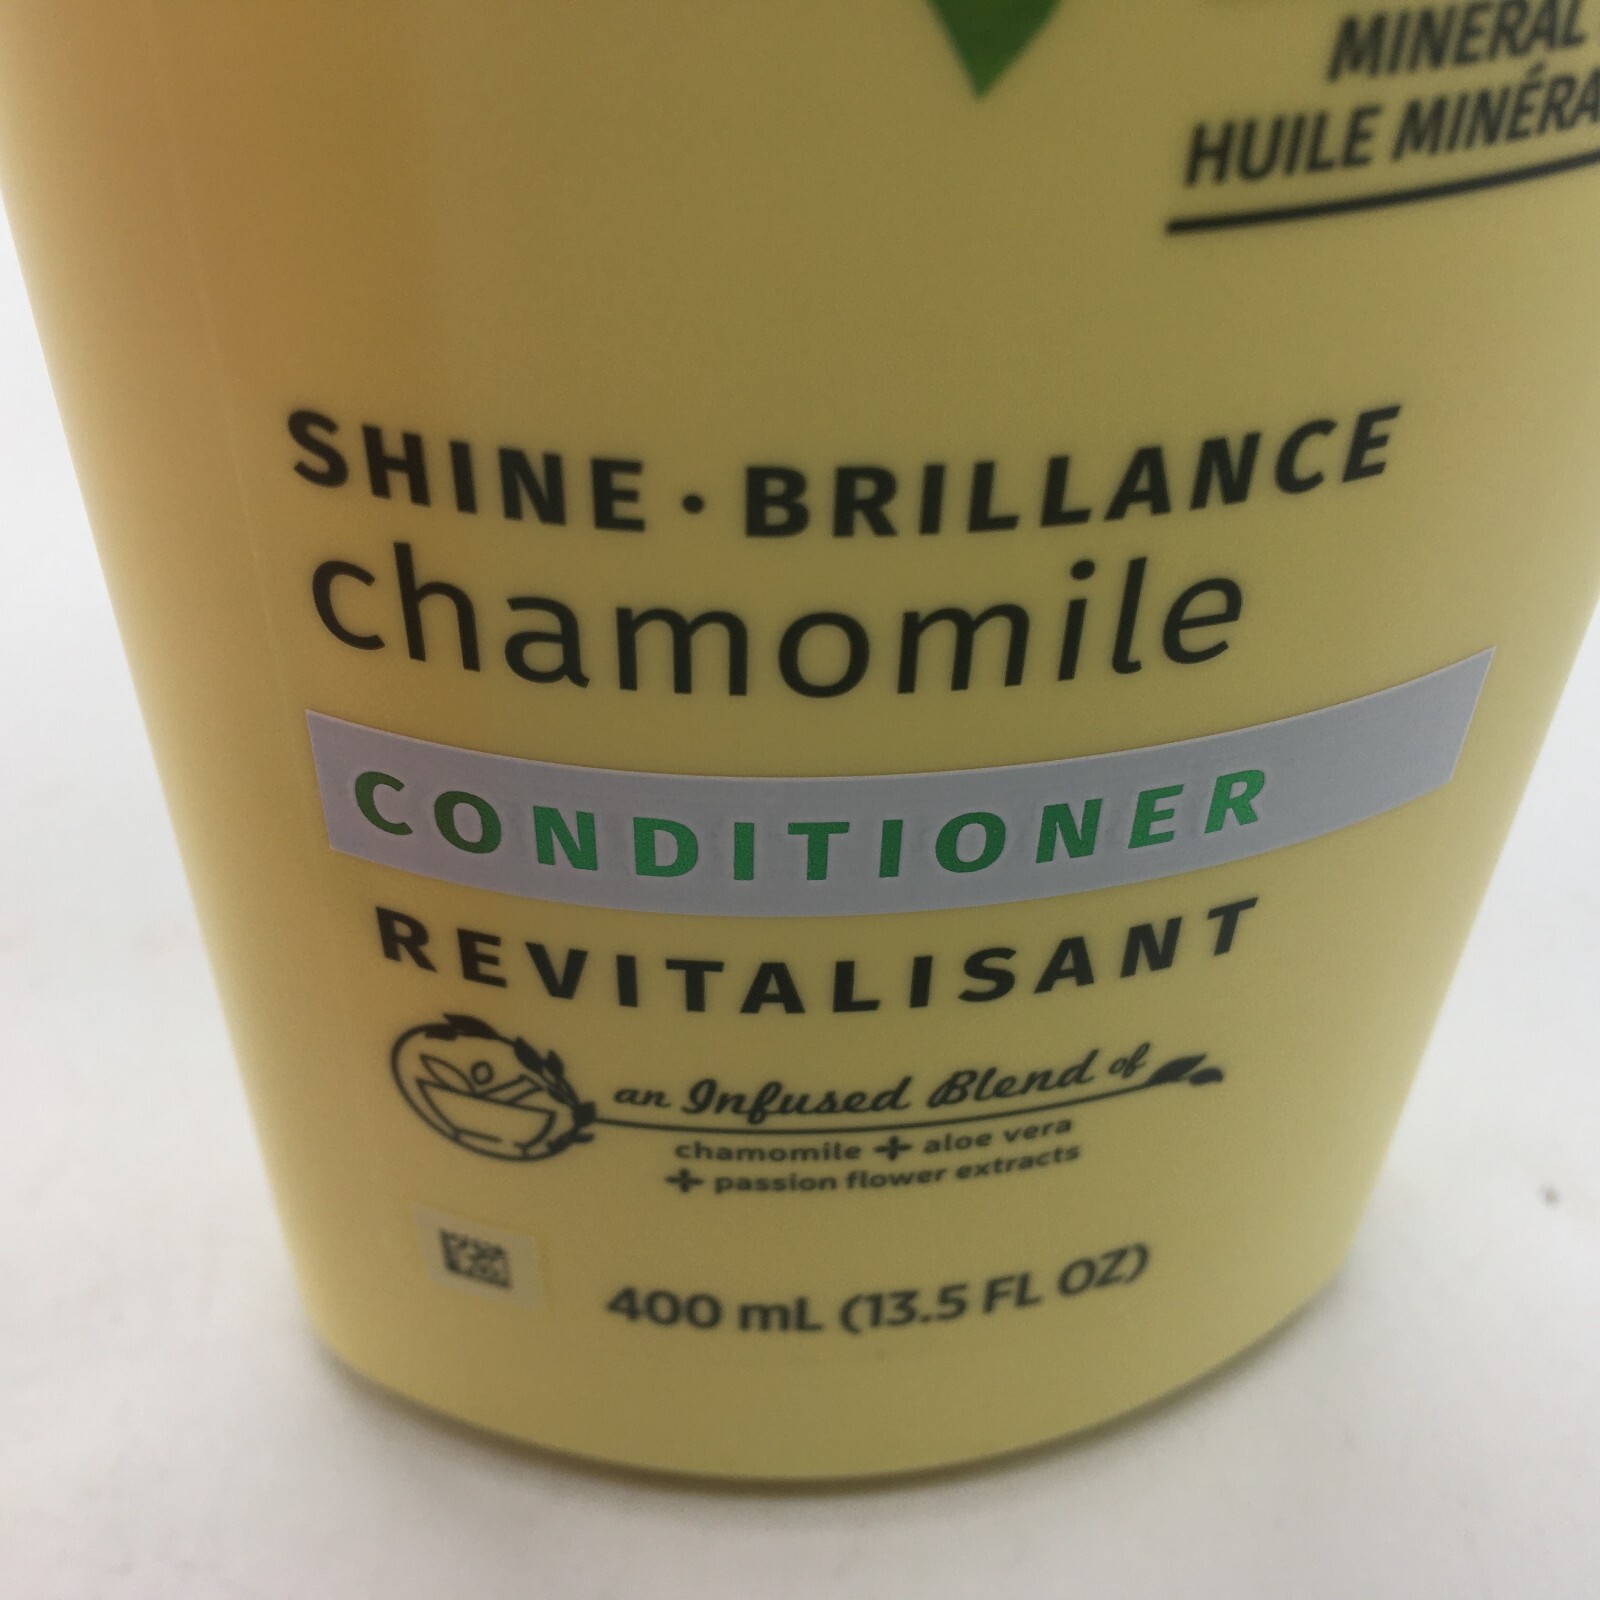 MINERAL
HUILE MINÉRA
SHINE • BRILLANCE
chamomile
CONDITIONER
REVITALISANT
an Infused Blend of
chamomile + aloe vera
+ passion flower extracts
400 mL (13.5 FL OZ)